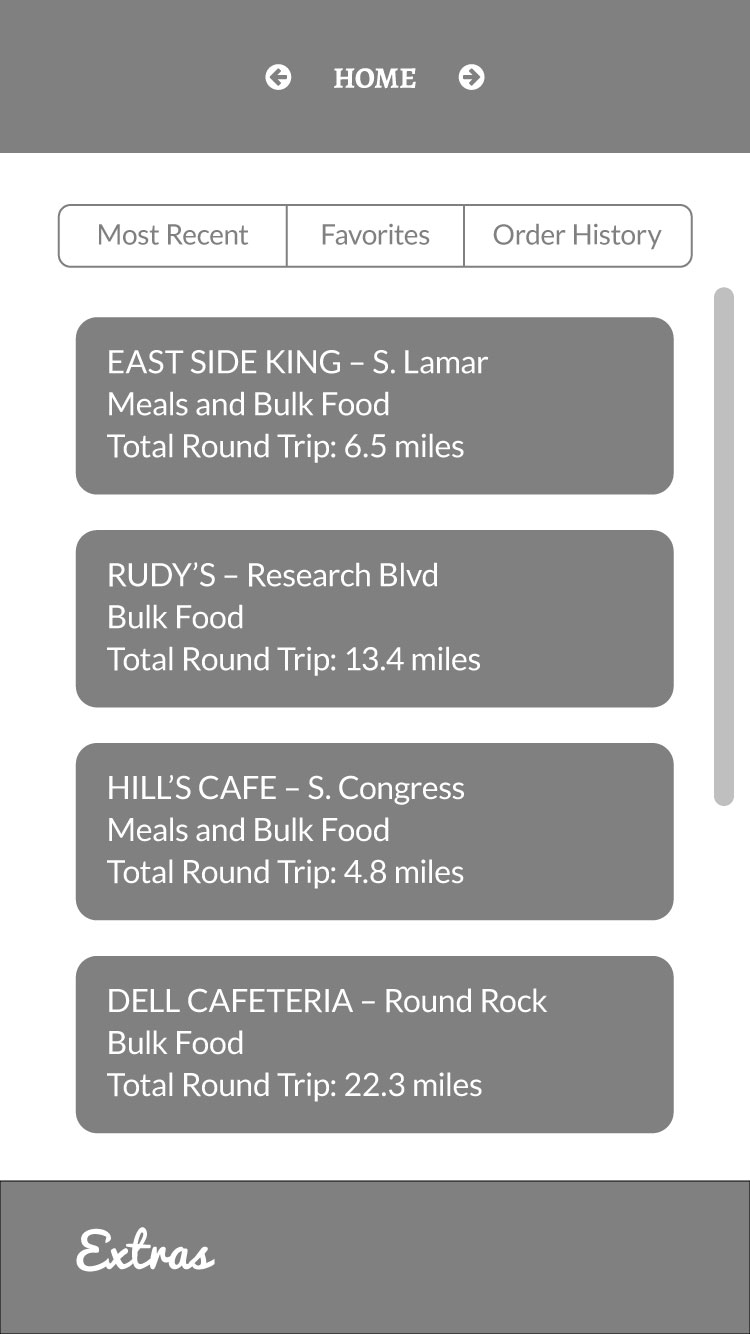 HOME
Most Recent Favorites Order History
EAST SIDE KING – S. Lamar
Meals and Bulk Food
Total Round Trip: 6.5 miles
RUDY’S – Research Blvd
Bulk Food
Total Round Trip: 13.4 miles
HILL’S CAFE – S. Congress
Meals and Bulk Food
Total Round Trip: 4.8 miles
DELL CAFETERIA – Round Rock
Bulk Food
Total Round Trip: 22.3 miles
Extras